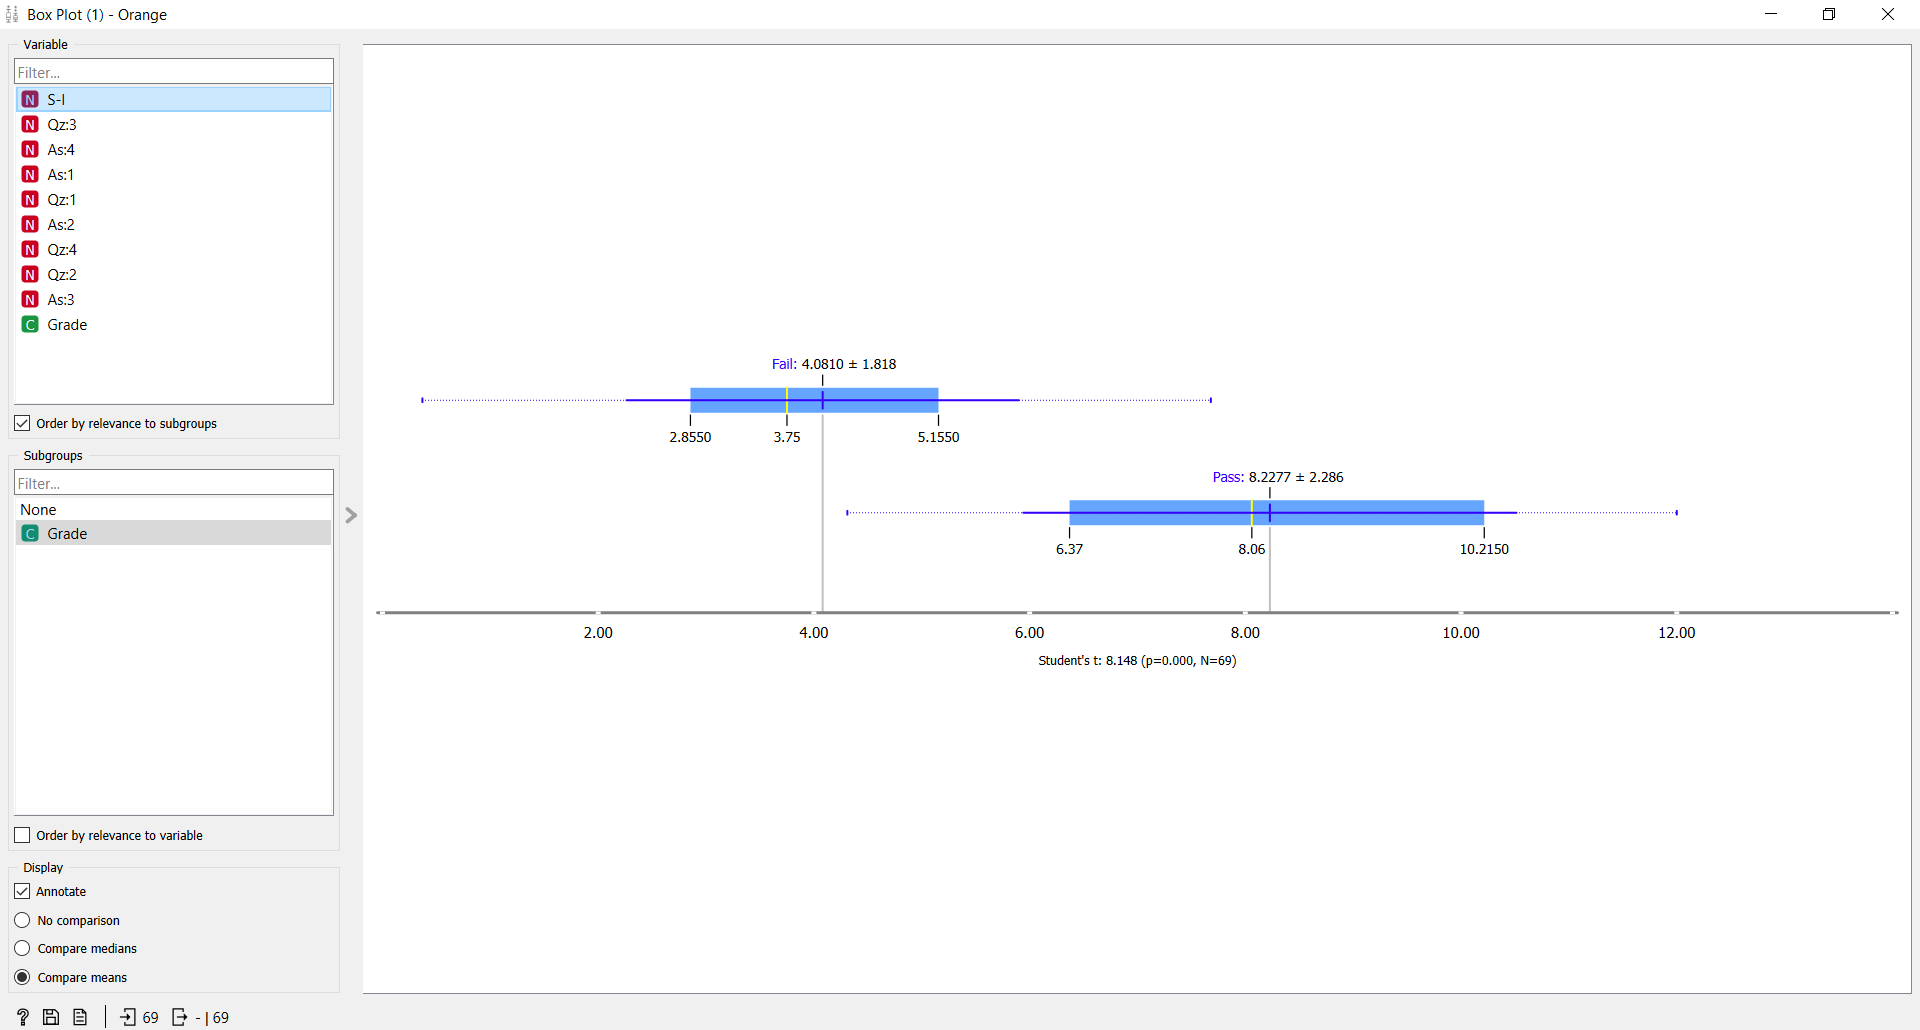 Box Plot (1) - Orange
Variable
Filter...
N S-I
N Qz:3
N As:4
N As:1
N Qz:1
N As:2
N Qz:4
N Qz:2
N As:3
C Grade
Order by relevance to subgroups
Subgroups
Filter...
None
C Grade
Order by relevance to variable
Display
Annotate
No comparison
Compare medians
Compare means
? 69 - | 69
Fail: 4.0810 ± 1.818
2.8550 3.75 5.1550
Pass: 8.2277 ± 2.286
6.37 8.06 10.2150
2.00 4.00 6.00 8.00 10.00 12.00
Student's t: 8.148 (p=0.000, N=69)